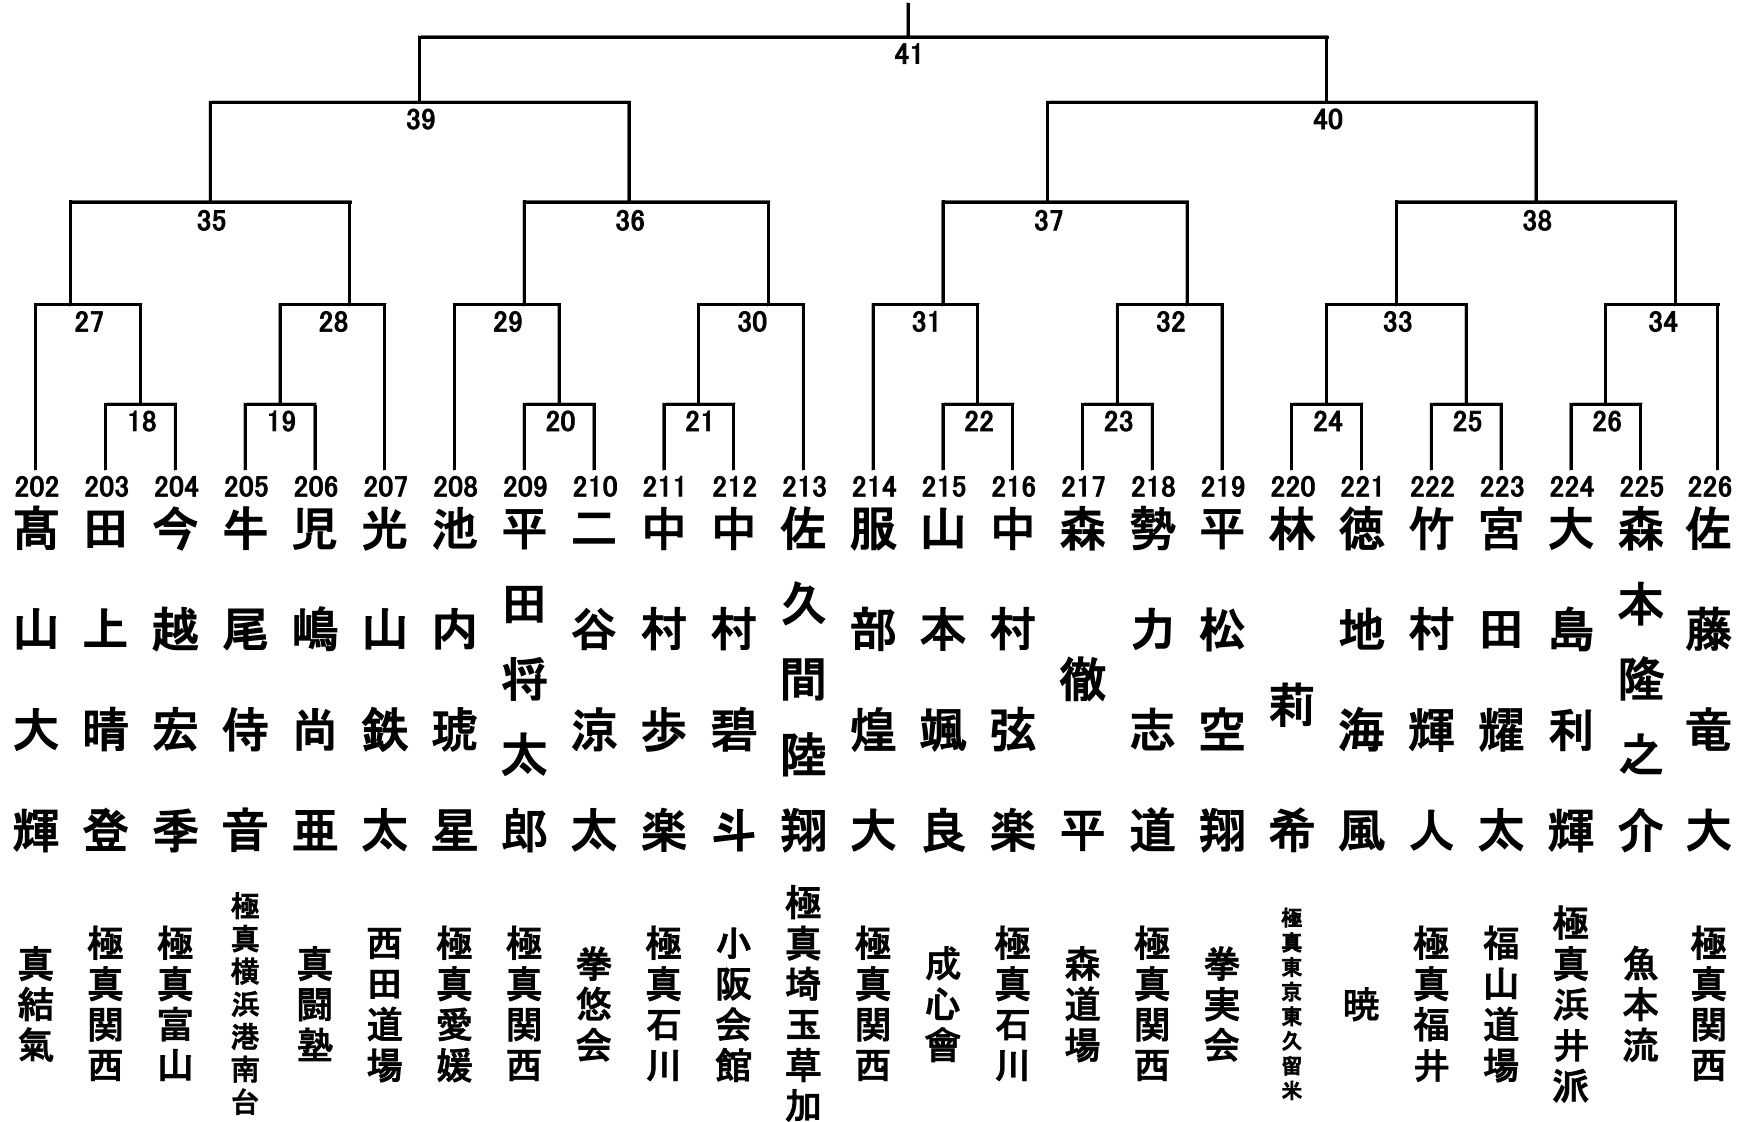 41
39
40
35
36
37
38
27
28
29
30
31
32
33
34
18
19
20
21
22
23
24
25
26
202 髙山大輝 真結氣
203 田上晴登 極真関西
204 今越宏季 極真富山
205 牛尾侍音 極真横浜港南台
206 児嶋尚亜 真闘塾
207 光山鉄太 西田道場
208 池内琥星 極真愛媛
209 平田将太郎 極真関西
210 二谷涼太 拳悠会
211 中村歩楽 極真石川
212 中村碧斗 小阪会館
213 佐久間陸翔 極真埼玉草加
214 服部煌大 極真関西
215 山本颯良 成心會
216 中村弦楽 極真石川
217 森徹平 森道場
218 勢力志道 極真関西
219 平松空翔 拳実会
220 林莉希 極真東京東久留米
221 徳地海風 暁
222 竹村輝人 極真福井
223 宮田耀太 福山道場
224 大島利輝 極真浜井派
225 森本隆之介 魚本流
226 佐藤竜大 極真関西